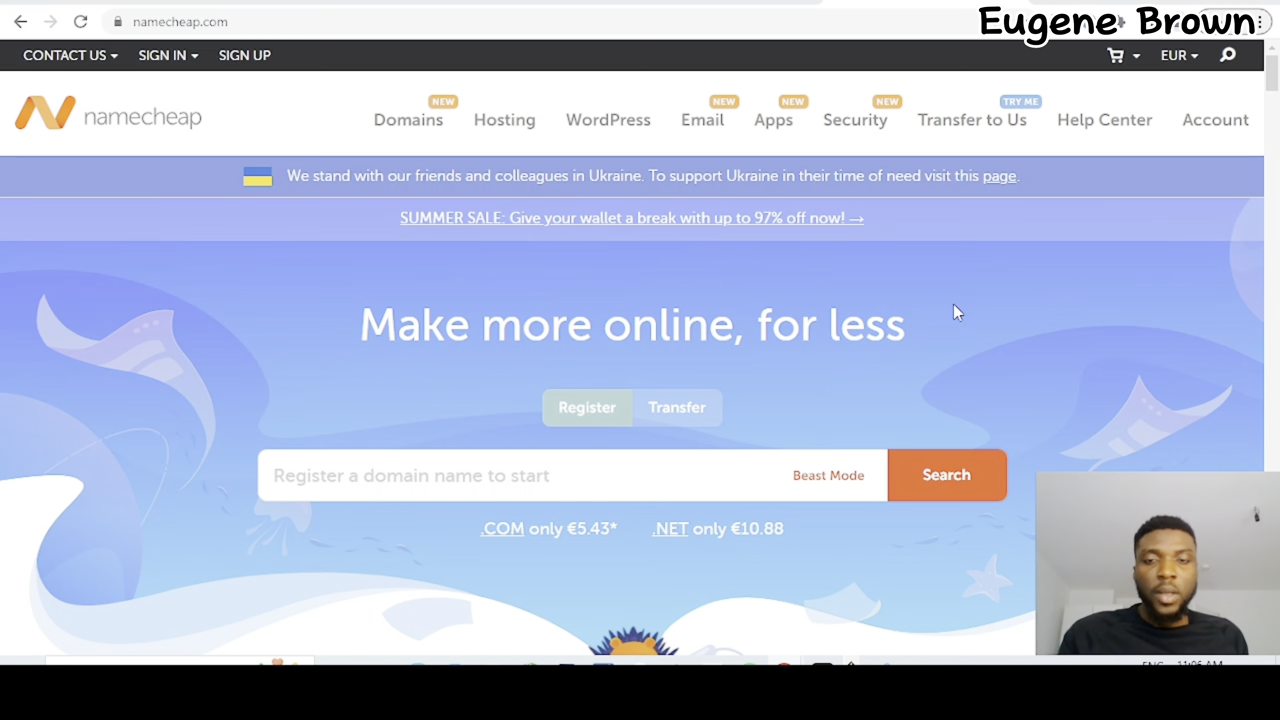 namecheap.com
Eugene Brown
CONTACT US SIGN IN SIGN UP EUR
namecheap
NEW NEW NEW NEW TRY ME
Domains Hosting WordPress Email Apps Security Transfer to Us Help Center Account
We stand with our friends and colleagues in Ukraine. To support Ukraine in their time of need visit this page.
SUMMER SALE: Give your wallet a break with up to 97% off now! →
Make more online, for less
Register Transfer
Register a domain name to start Beast Mode Search
.COM only €5.43* .NET only €10.88